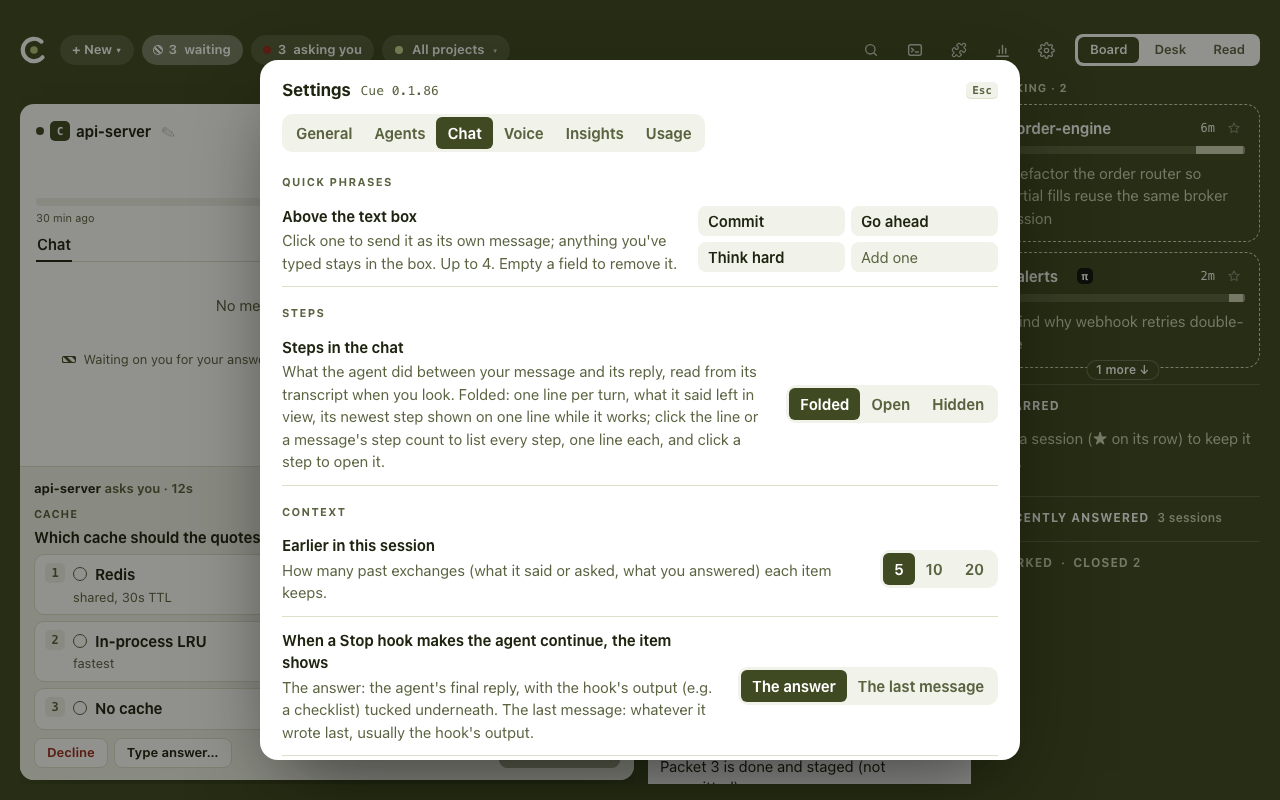 + New
3 waiting
3 asking you
All projects
Board
Desk
Read
api-server
30 min ago
Chat
No me
Waiting on you for your answe
api-server asks you · 12s
CACHE
Which cache should the quotes
1 Redis
shared, 30s TTL
2 In-process LRU
fastest
3 No cache
Decline
Type answer...
Settings Cue 0.1.86
Esc
General Agents Chat Voice Insights Usage
QUICK PHRASES
Above the text box
Click one to send it as its own message; anything you've
typed stays in the box. Up to 4. Empty a field to remove it.
Commit
Go ahead
Think hard
Add one
STEPS
Steps in the chat
What the agent did between your message and its reply, read from its
transcript when you look. Folded: one line per turn, what it said left in
view, its newest step shown on one line while it works; click the line or
a message's step count to list every step, one line each, and click a
step to open it.
Folded Open Hidden
CONTEXT
Earlier in this session
How many past exchanges (what it said or asked, what you answered) each item
keeps.
5 10 20
When a Stop hook makes the agent continue, the item
shows
The answer: the agent's final reply, with the hook's output (e.g.
a checklist) tucked underneath. The last message: whatever it
wrote last, usually the hook's output.
The answer The last message
KING · 2
order-engine 6m
efactor the order router so
rtial fills reuse the same broker
ssion
alerts π 2m
ind why webhook retries double-
1 more ↓
RRED
a session (★ on its row) to keep it
CENTLY ANSWERED 3 sessions
RKED · CLOSED 2
Packet 3 is done and staged (not